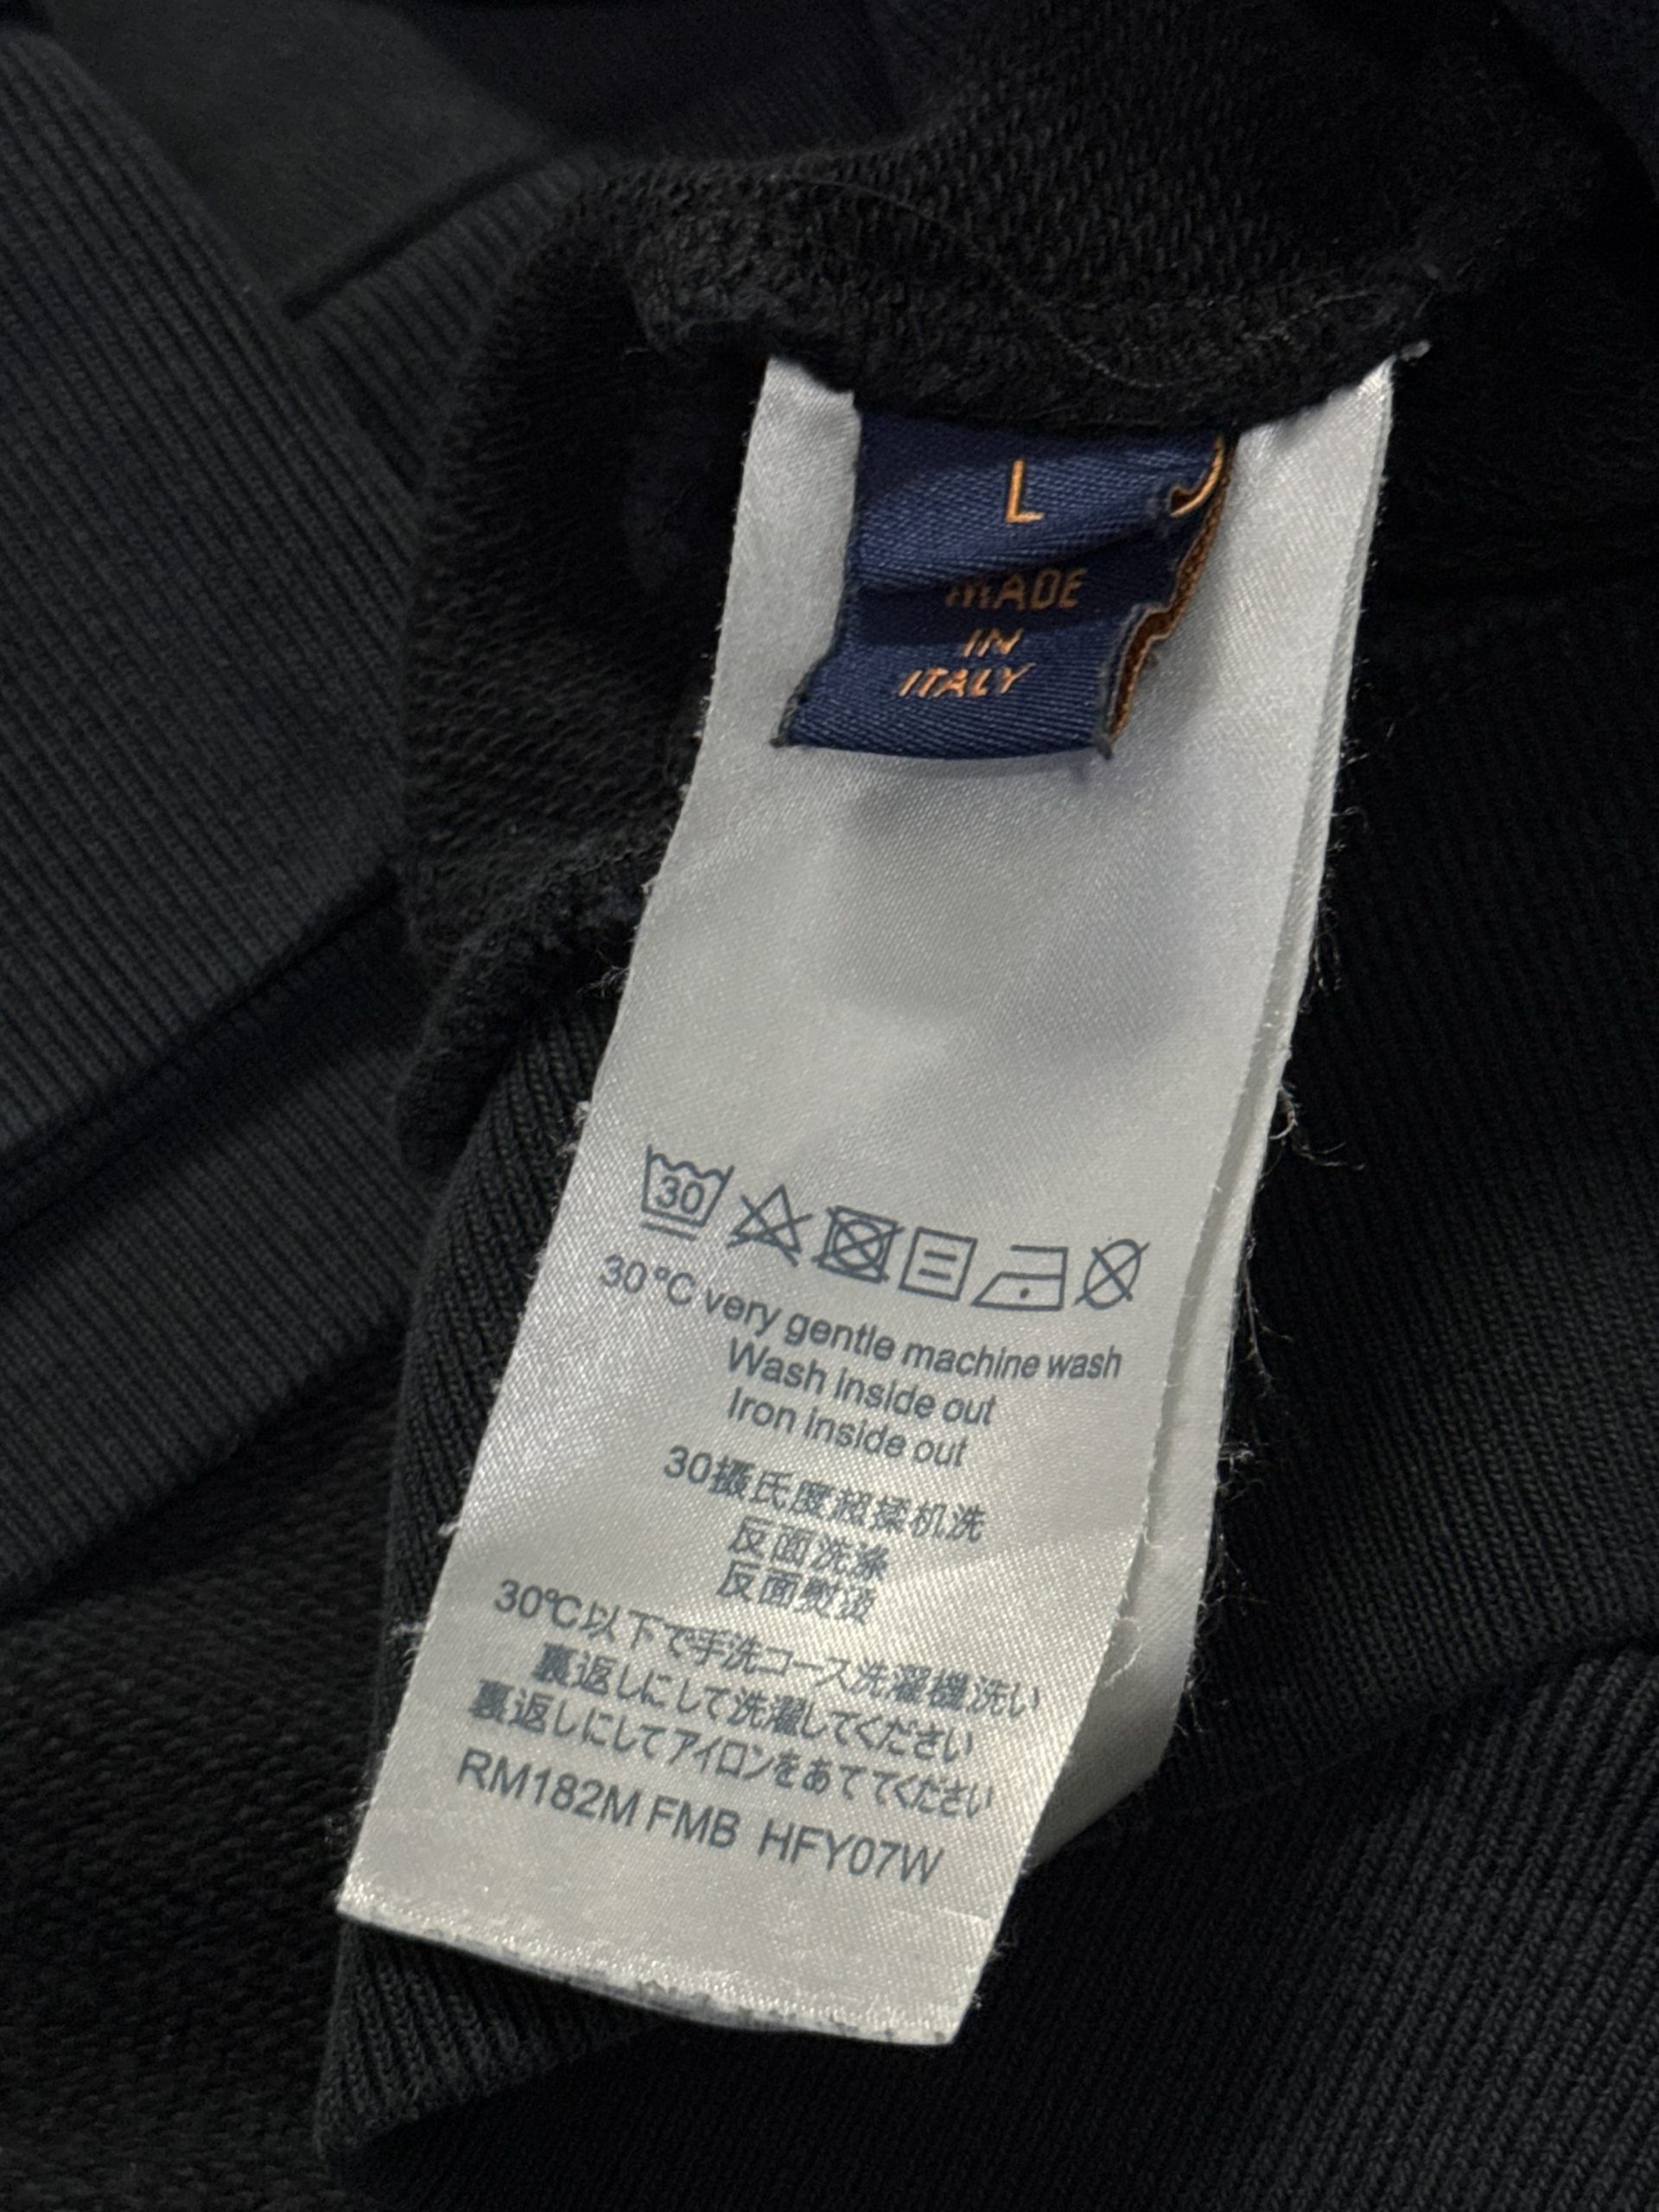 L
MADE
IN
ITALY
30
30°C very gentle machine wash
Wash inside out
Iron inside out
30攝氏度超揉机洗
反面洗涤
反面熨烫
30℃以下で手洗コース洗濯機洗い
裏返しにして洗濯してください
裏返しにしてアイロンをあててください
RM182M FMB HFY07W